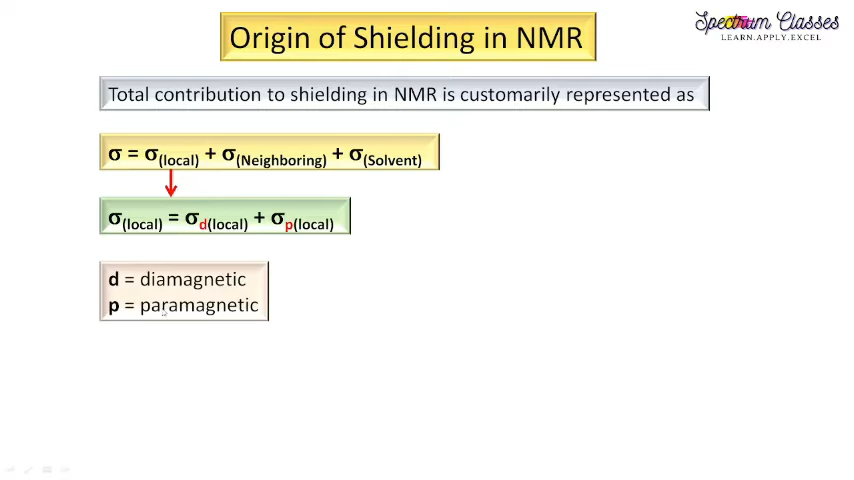 Origin of Shielding in NMR
Spectrum Classes
LEARN.APPLY.EXCEL
Total contribution to shielding in NMR is customarily represented as
σ = σ(local) + σ(Neighboring) + σ(Solvent)
σ(local) = σd(local) + σp(local)
d = diamagnetic
p = paramagnetic